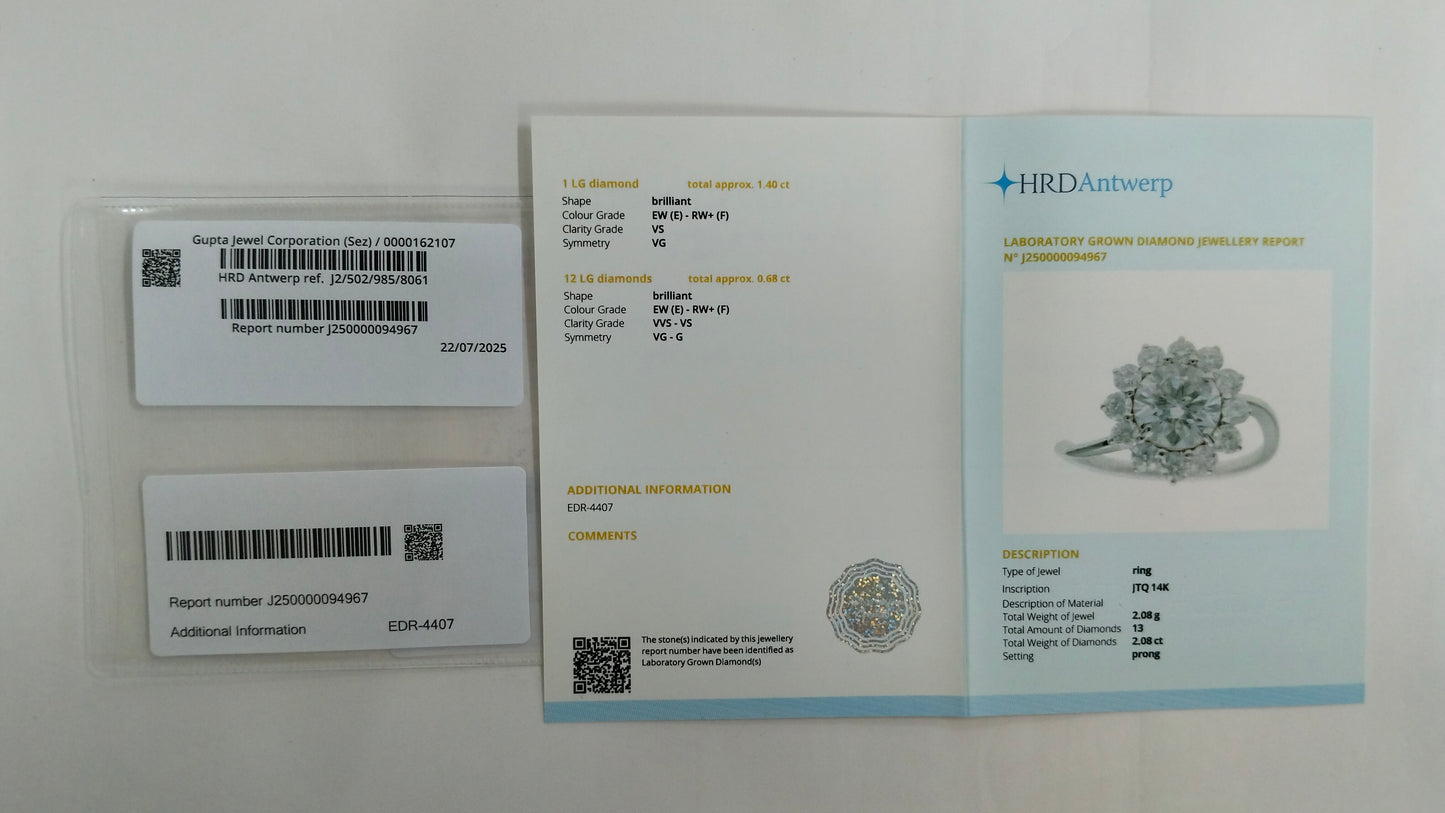 Gupta Jewel Corporation (Sez) / 0000162107
HRD Antwerp ref. J2/502/985/8061
Report number J250000094967
22/07/2025
Report number J250000094967
Additional Information EDR-4407
1 LG diamond total approx. 1.40 ct
Shape brilliant
Colour Grade EW (E) - RW+ (F)
Clarity Grade VS
Symmetry VG
12 LG diamonds total approx. 0.68 ct
Shape brilliant
Colour Grade EW (E) - RW+ (F)
Clarity Grade VVS - VS
Symmetry VG - G
ADDITIONAL INFORMATION
EDR-4407
COMMENTS
The stone(s) indicated by this jewellery
report number have been identified as
Laboratory Grown Diamond(s)
HRDAntwerp
LABORATORY GROWN DIAMOND JEWELLERY REPORT
N° J250000094967
DESCRIPTION
Type of Jewel ring
Inscription JTQ 14K
Description of Material
Total Weight of Jewel 2.08 g
Total Amount of Diamonds 13
Total Weight of Diamonds 2.08 ct
Setting prong